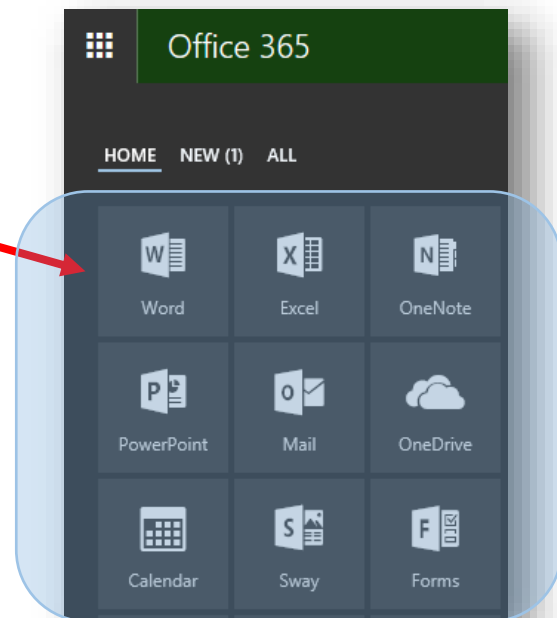 Office 365
HOME NEW (1) ALL
W X N
Word Excel OneNote
P O
PowerPoint Mail OneDrive
S F
Calendar Sway Forms